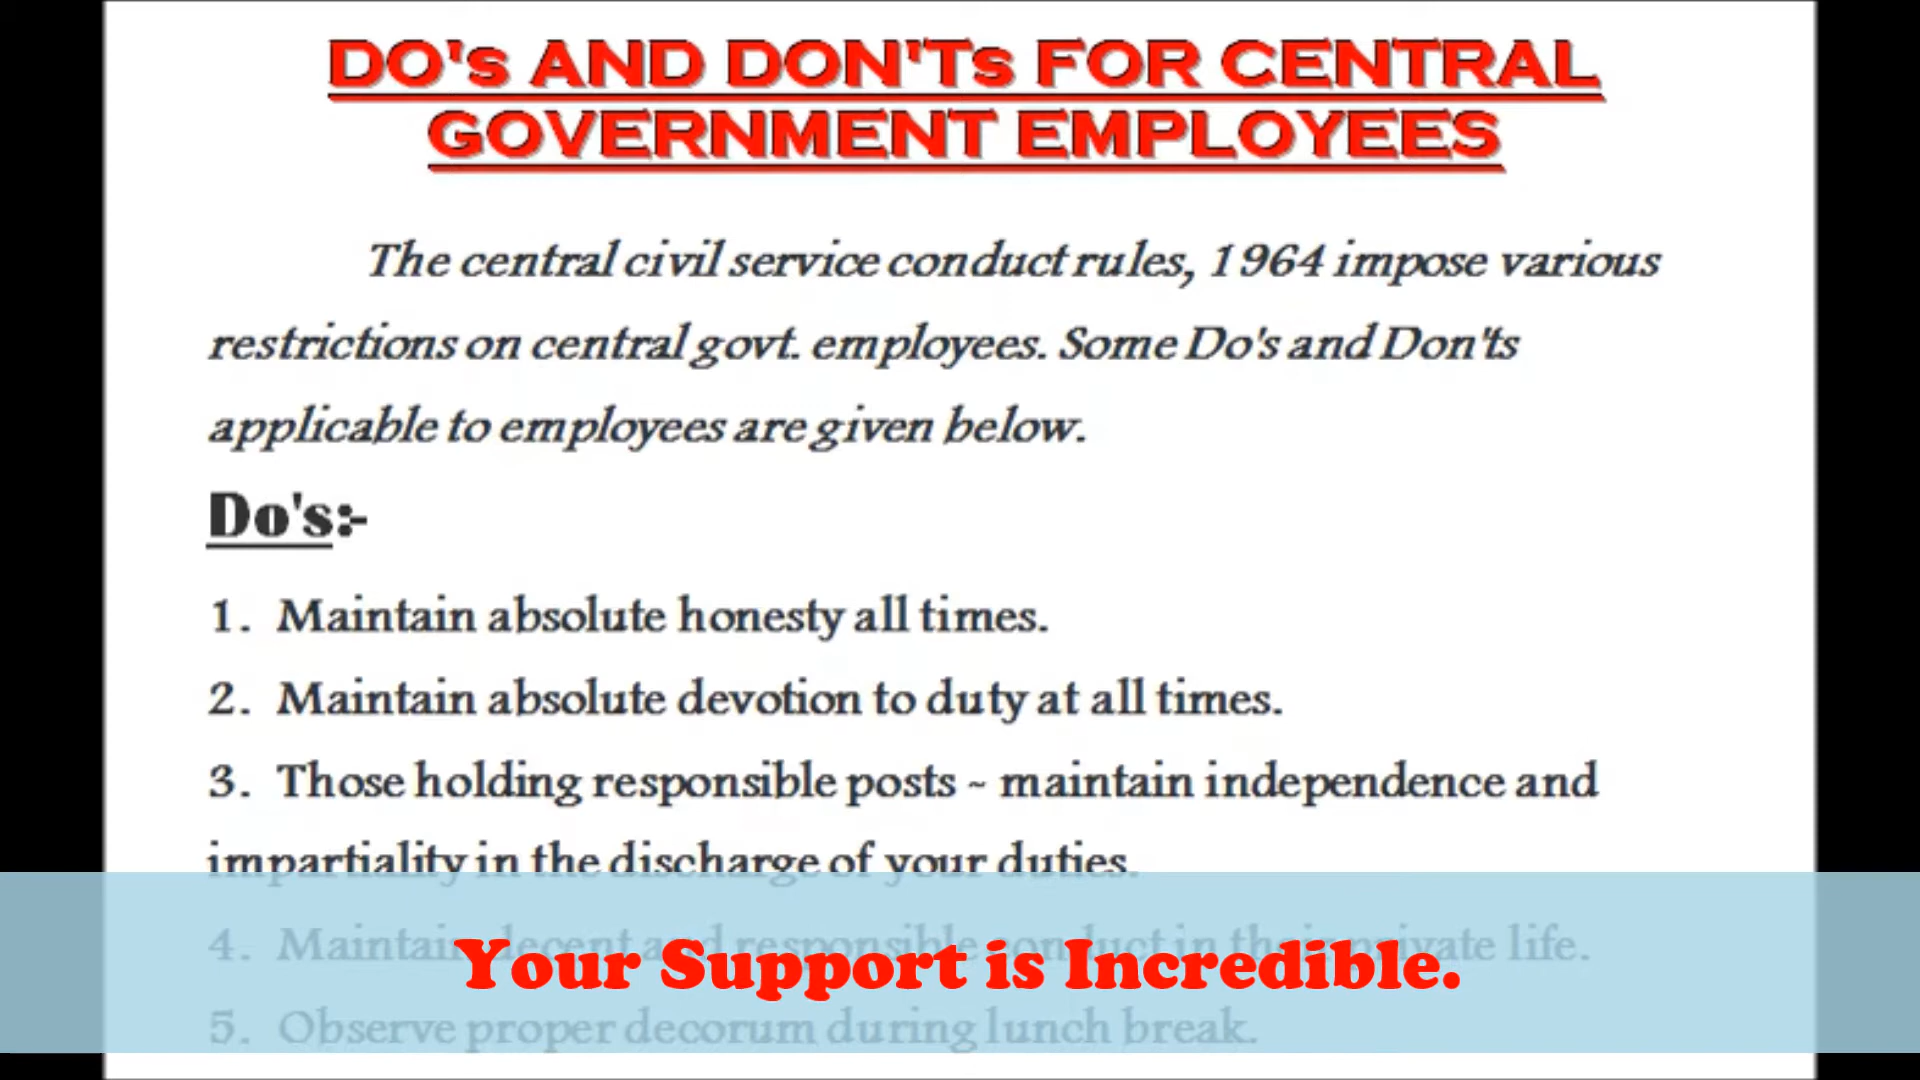 DO's AND DON'Ts FOR CENTRAL
GOVERNMENT EMPLOYEES
The central civil service conduct rules, 1964 impose various
restrictions on central govt. employees. Some Do's and Don'ts
applicable to employees are given below.
Do's:-
1. Maintain absolute honesty all times.
2. Maintain absolute devotion to duty at all times.
3. Those holding responsible posts ~ maintain independence and
impartiality in the discharge of your duties.
4. Maintain decent and responsible conduct in their private life.
Your Support is Incredible.
5. Observe proper decorum during lunch break.